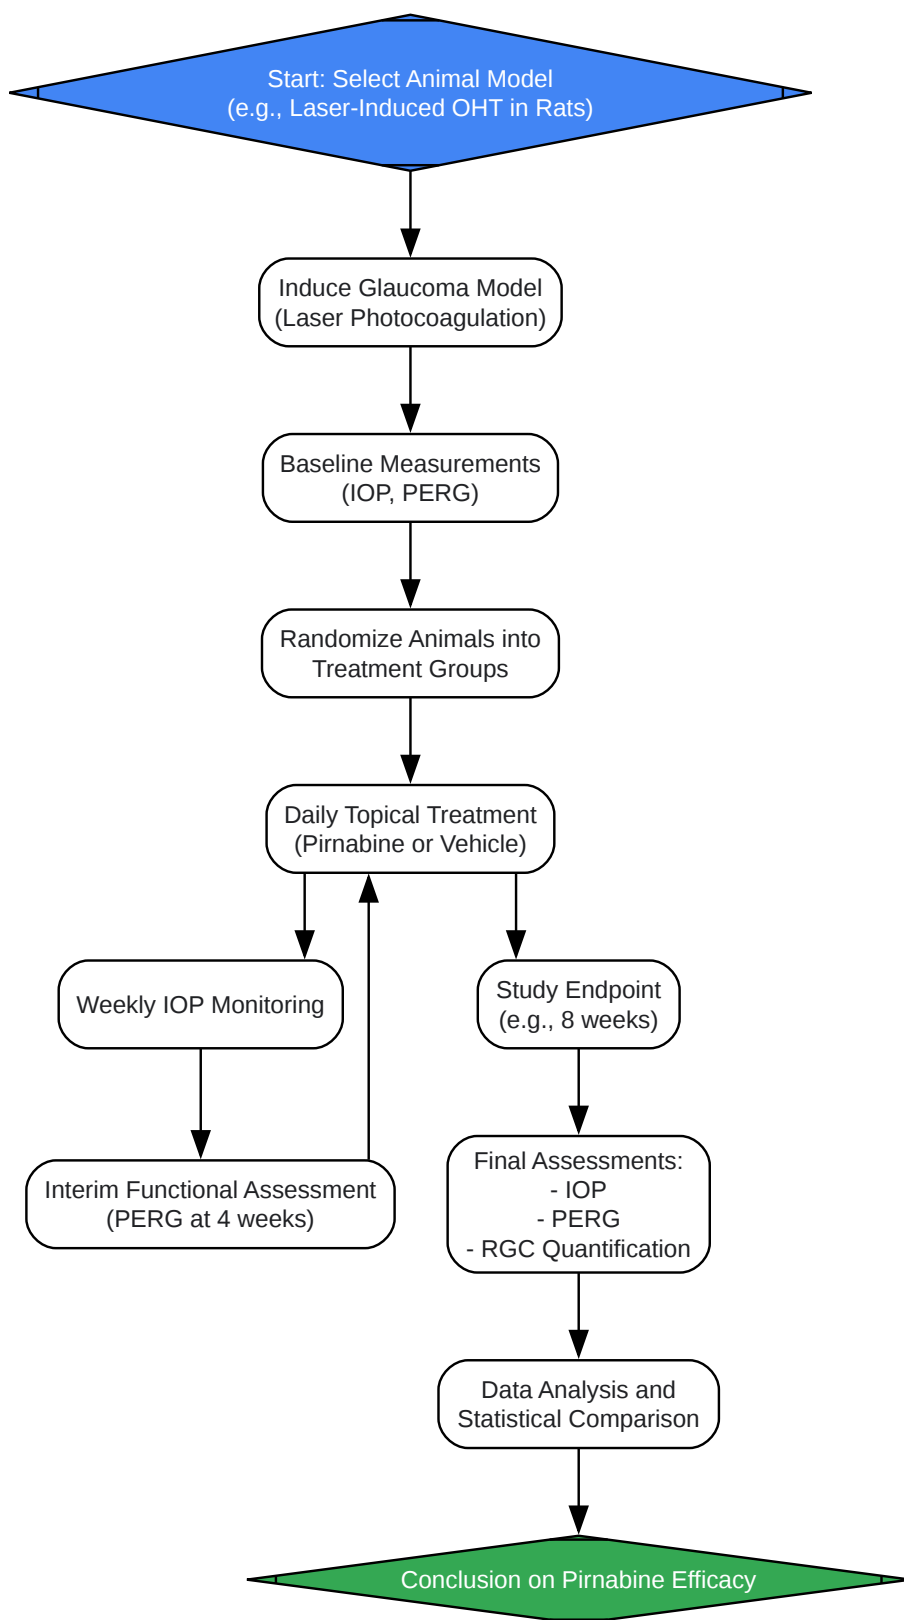 Start: Select Animal Model
(e.g., Laser-Induced OHT in Rats)
Induce Glaucoma Model
(Laser Photocoagulation)
Baseline Measurements
(IOP, PERG)
Randomize Animals into
Treatment Groups
Daily Topical Treatment
(Pirnabine or Vehicle)
Weekly IOP Monitoring
Interim Functional Assessment
(PERG at 4 weeks)
Study Endpoint
(e.g., 8 weeks)
Final Assessments:
- IOP
- PERG
- RGC Quantification
Data Analysis and
Statistical Comparison
Conclusion on Pirnabine Efficacy